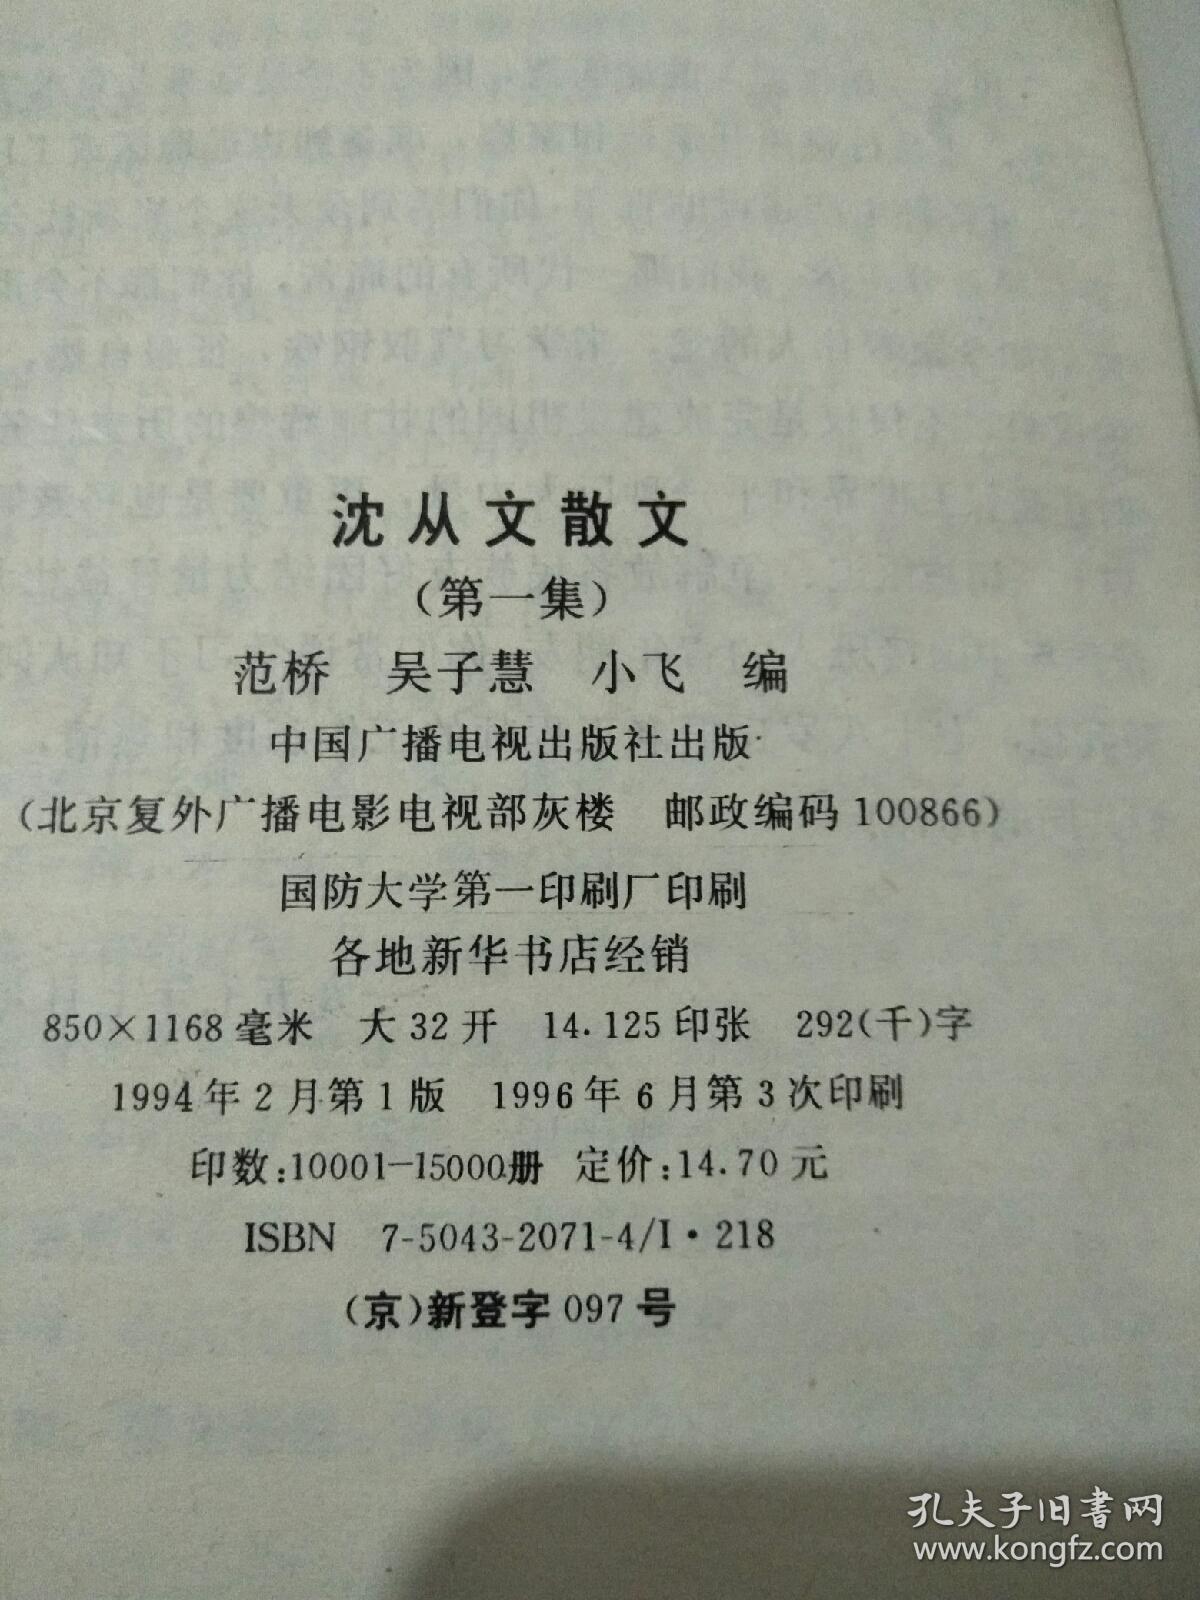 沈从文散文
（第一集）
范桥　吴子慧　小飞　编
中国广播电视出版社出版
（北京复外广播电影电视部灰楼　邮政编码100866）
国防大学第一印刷厂印刷
各地新华书店经销
850×1168毫米　大32开　14.125印张　292(千)字
1994年2月第1版　1996年6月第3次印刷
印数:10001—15000册　定价:14.70元
ISBN　7-5043-2071-4/I·218
(京)新登字097号
孔夫子旧书网
www.kongfz.com